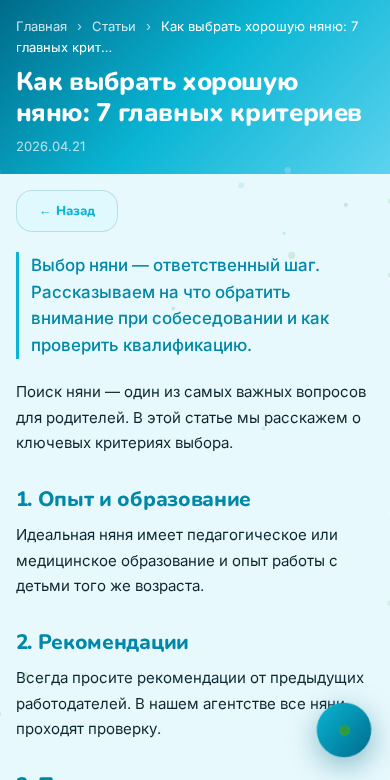 Главная › Статьи › Как выбрать хорошую няню: 7
главных крит...
Как выбрать хорошую
няню: 7 главных критериев
2026.04.21
← Назад
Выбор няни — ответственный шаг.
Рассказываем на что обратить
внимание при собеседовании и как
проверить квалификацию.
Поиск няни — один из самых важных вопросов
для родителей. В этой статье мы расскажем о
ключевых критериях выбора.
1. Опыт и образование
Идеальная няня имеет педагогическое или
медицинское образование и опыт работы с
детьми того же возраста.
2. Рекомендации
Всегда просите рекомендации от предыдущих
работодателей. В нашем агентстве все няни
проходят проверку.